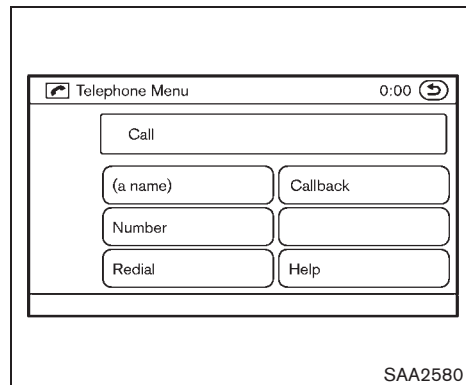 Telephone Menu 0:00
Call
(a name) Callback
Number
Redial Help
SAA2580